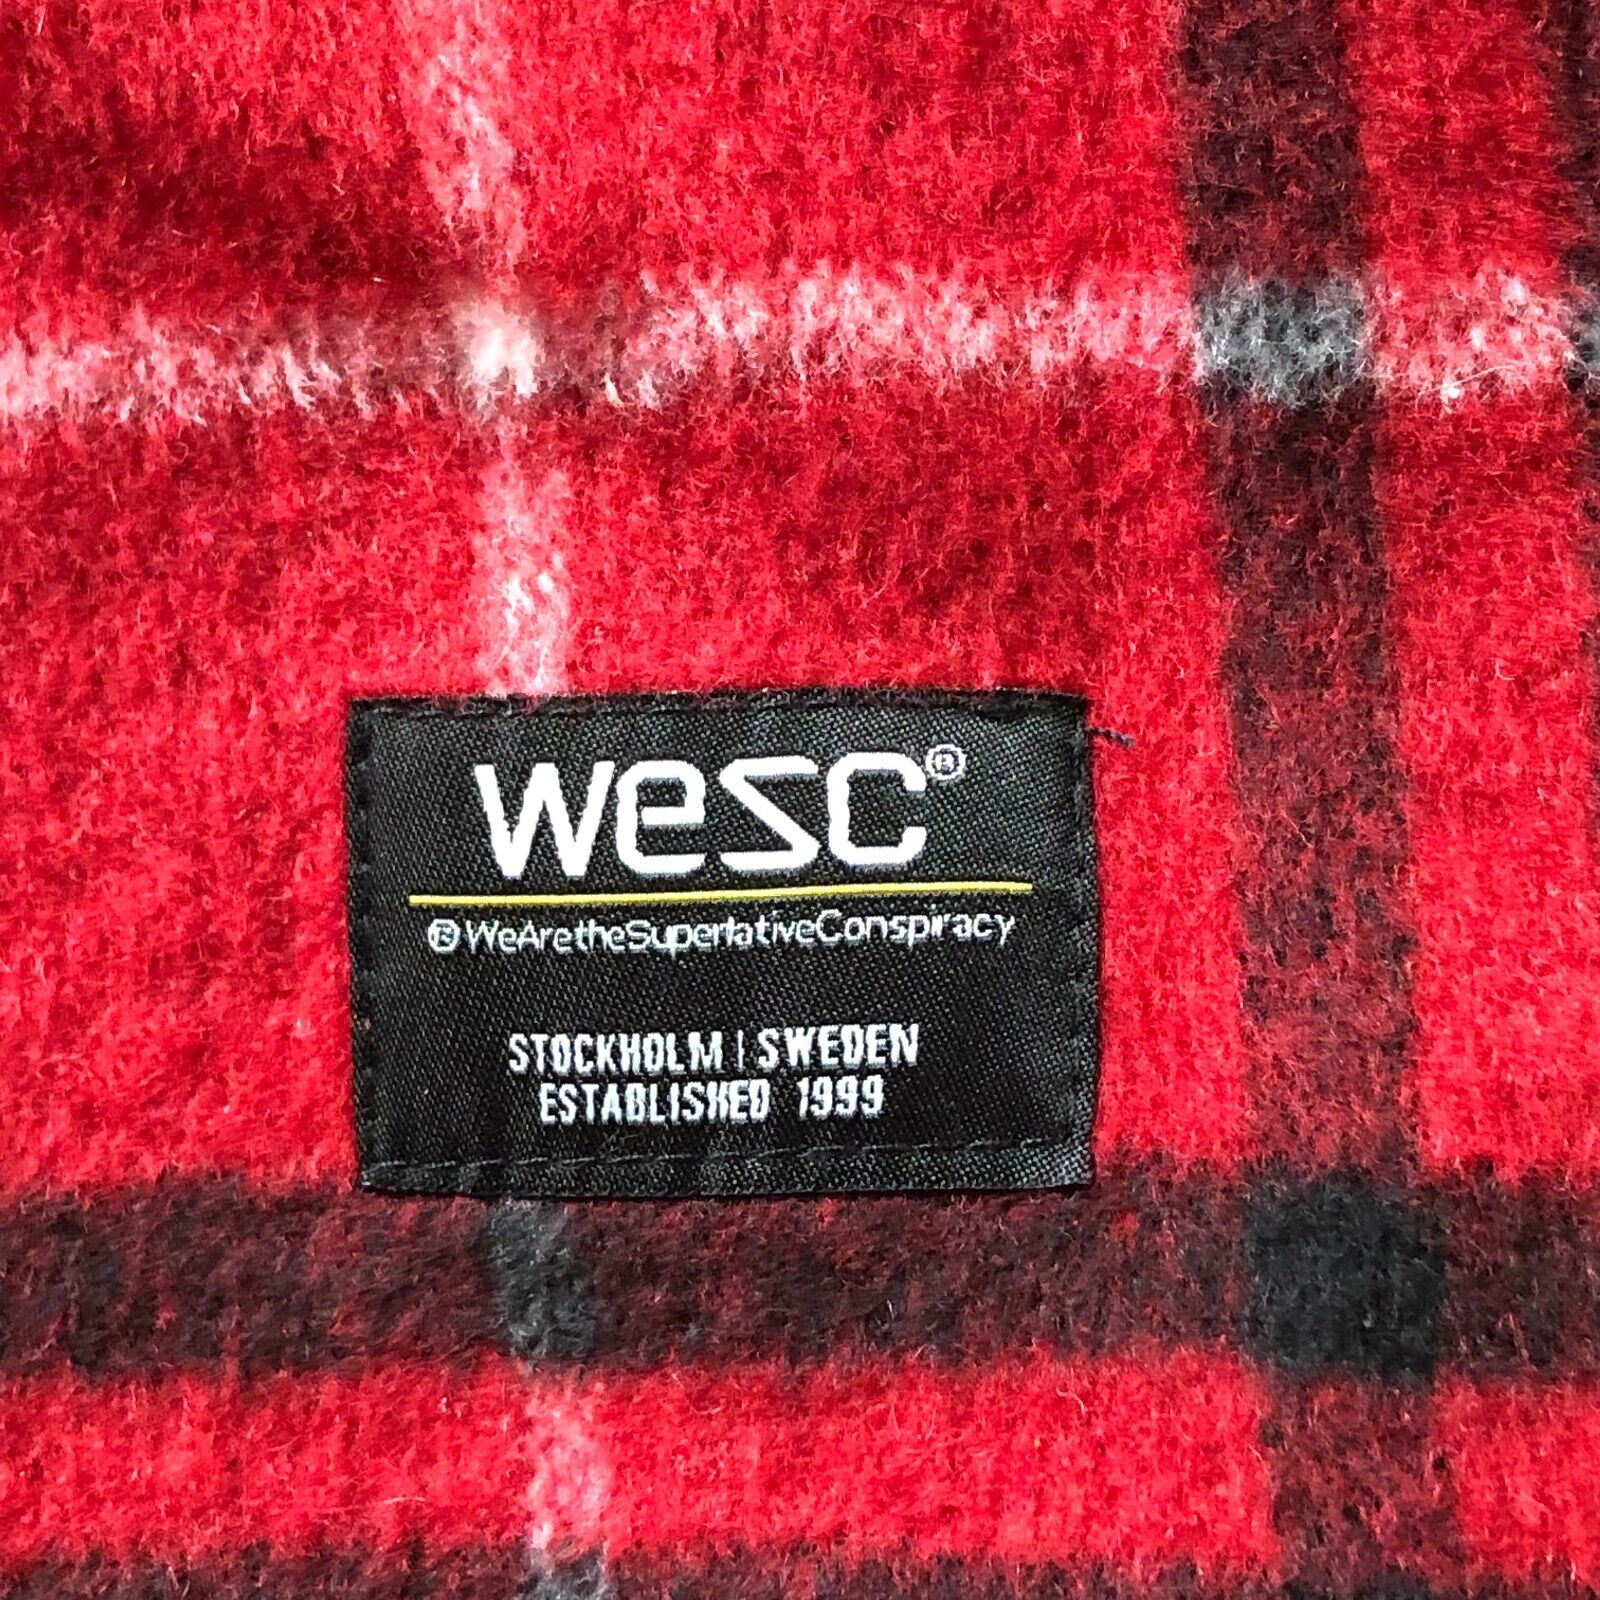 wesc®
®WeAretheSuperlativeConspiracy
STOCKHOLM | SWEDEN
ESTABLISHED 1999